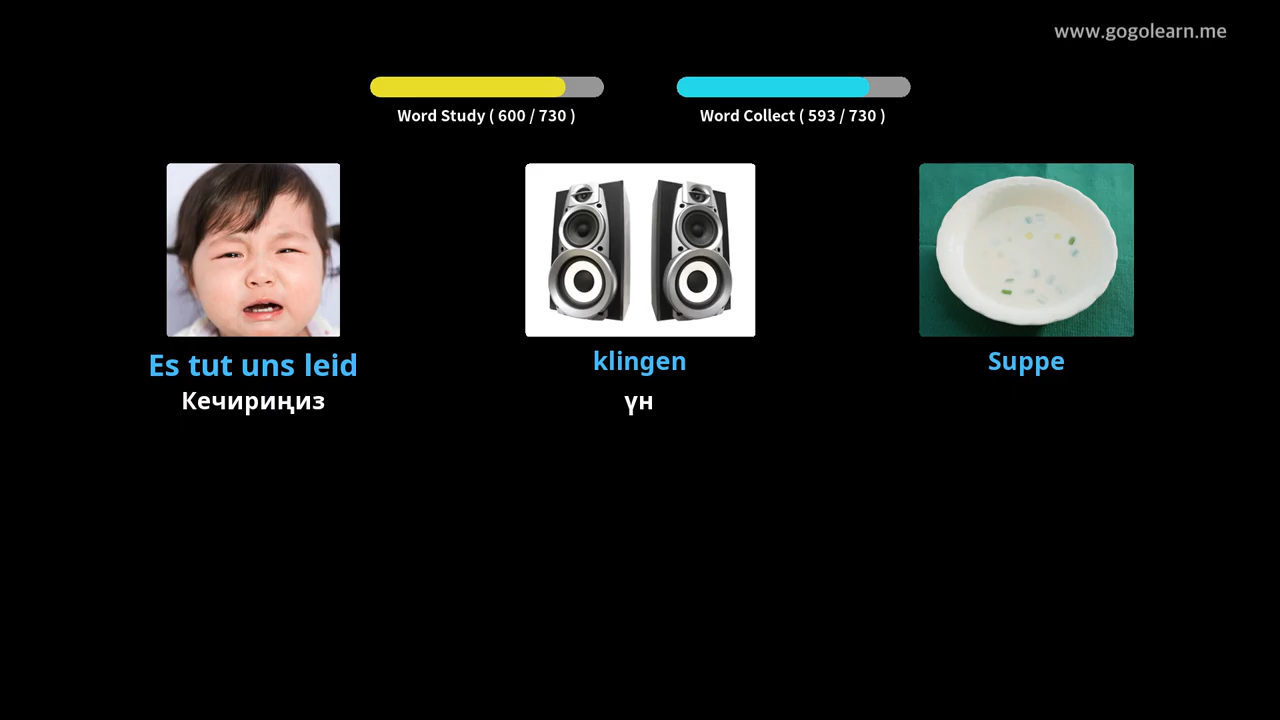 www.gogolearn.me
Word Study ( 600 / 730 )
Word Collect ( 593 / 730 )
Es tut uns leid
klingen
Suppe
Кечириңиз
үн